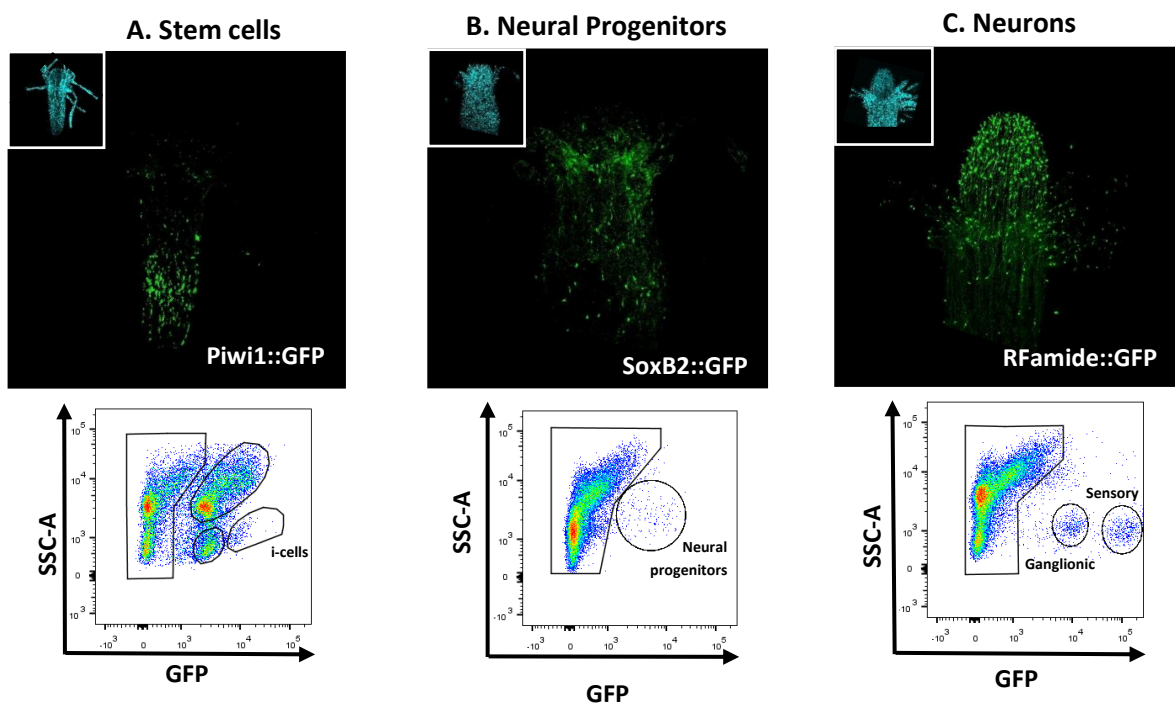 A. Stem cells
B. Neural Progenitors
C. Neurons
Piwi1::GFP
SoxB2::GFP
RFamide::GFP
SSC-A
10^5
10^4
10^3
0
-10^3
i-cells
-10^3
0
10^3
10^4
10^5
GFP
SSC-A
10^5
10^4
10^3
0
-10^3
Neural
progenitors
-10^3
0
10^3
10^4
10^5
GFP
SSC-A
10^5
10^4
10^3
0
-10^3
Sensory
Ganglionic
-10^3
0
10^3
10^4
10^5
GFP